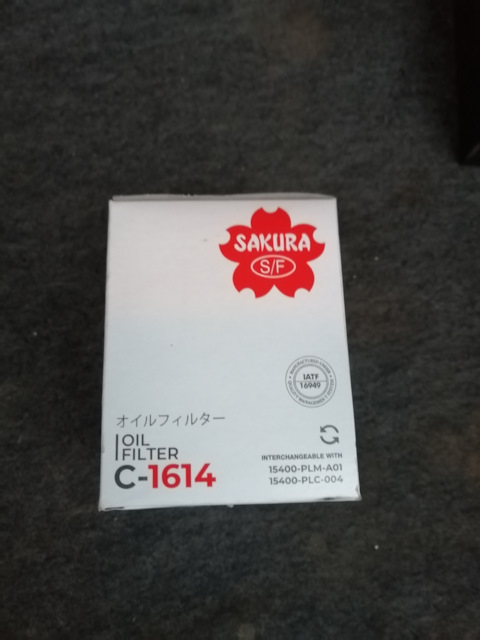 SAKURA
S/F
IATF
16949
オイルフィルター
OIL
FILTER
C-1614
INTERCHANGEABLE WITH
15400-PLM-A01
15400-PLC-004